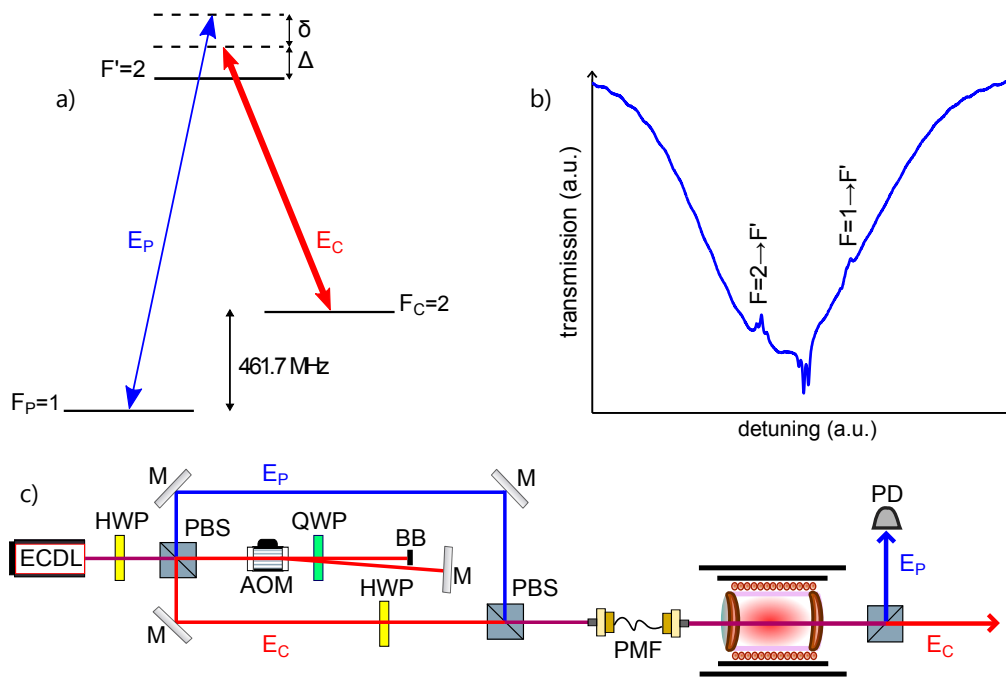 a)
F'=2
δ
Δ
E_P
E_C
F_C=2
461.7 MHz
F_P=1
b)
transmission (a.u.)
F=2→F'
F=1→F'
detuning (a.u.)
c)
M
E_P
M
PD
HWP
PBS
QWP
BB
ECDL
AOM
M
E_P
HWP
PBS
M
E_C
PMF
E_C